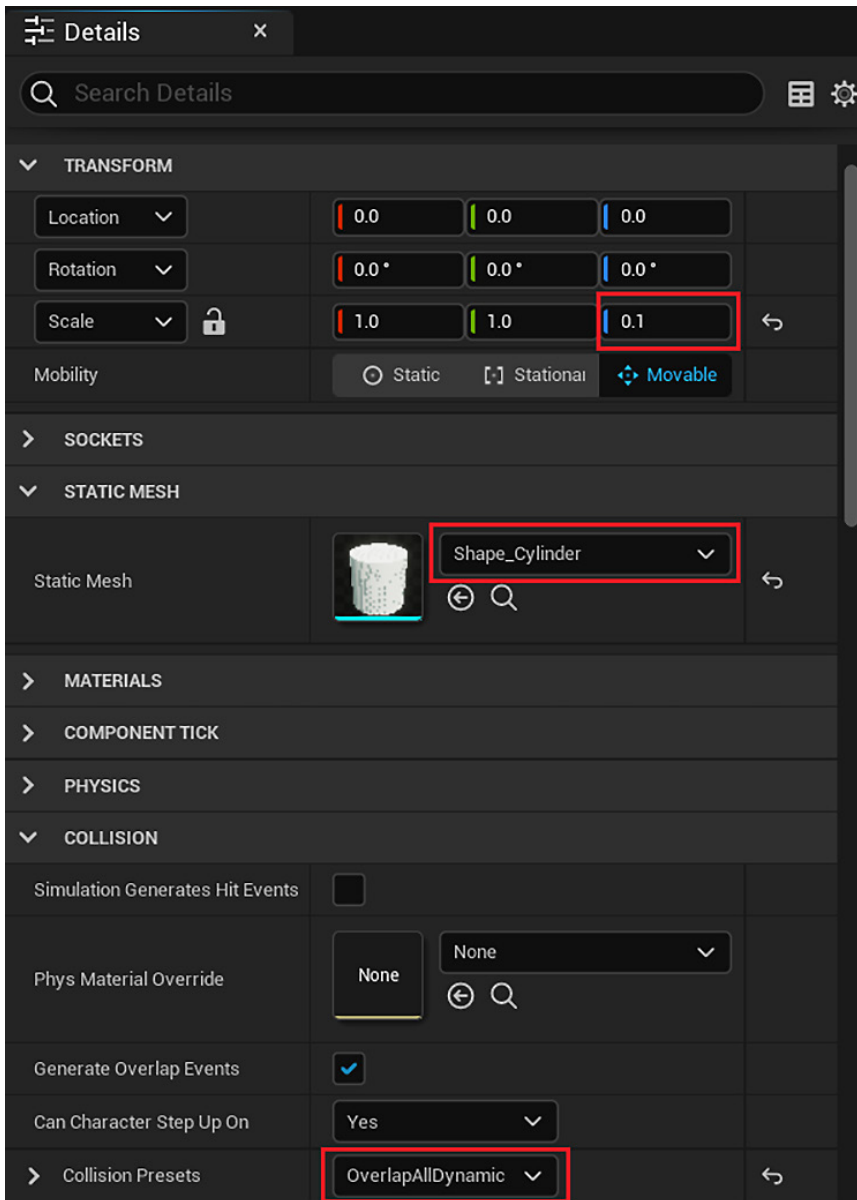 Details
Search Details
TRANSFORM
Location 0.0 0.0 0.0
Rotation 0.0° 0.0° 0.0°
Scale 1.0 1.0 0.1
Mobility Static Stationar Movable
SOCKETS
STATIC MESH
Shape_Cylinder
Static Mesh
MATERIALS
COMPONENT TICK
PHYSICS
COLLISION
Simulation Generates Hit Events
None
Phys Material Override None
Generate Overlap Events
Can Character Step Up On Yes
Collision Presets OverlapAllDynamic